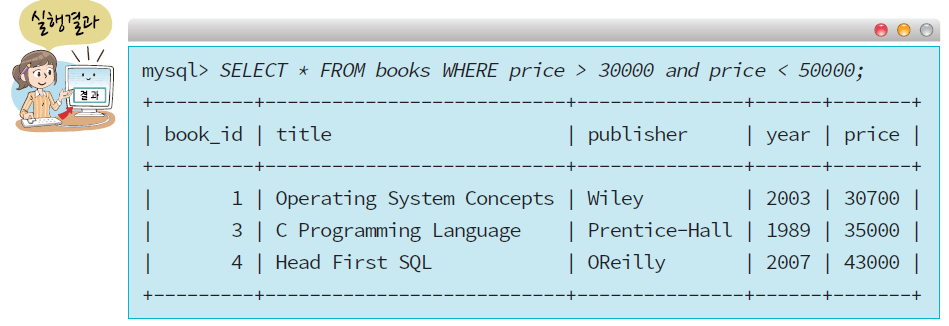 실행결과
결과
mysql> SELECT * FROM books WHERE price > 30000 and price < 50000;
+---------+---------------------------+--------------+------+-------+
| book_id | title                     | publisher    | year | price |
+---------+---------------------------+--------------+------+-------+
|       1 | Operating System Concepts | Wiley        | 2003 | 30700 |
|       3 | C Programming Language    | Prentice-Hall | 1989 | 35000 |
|       4 | Head First SQL            | OReilly      | 2007 | 43000 |
+---------+---------------------------+--------------+------+-------+